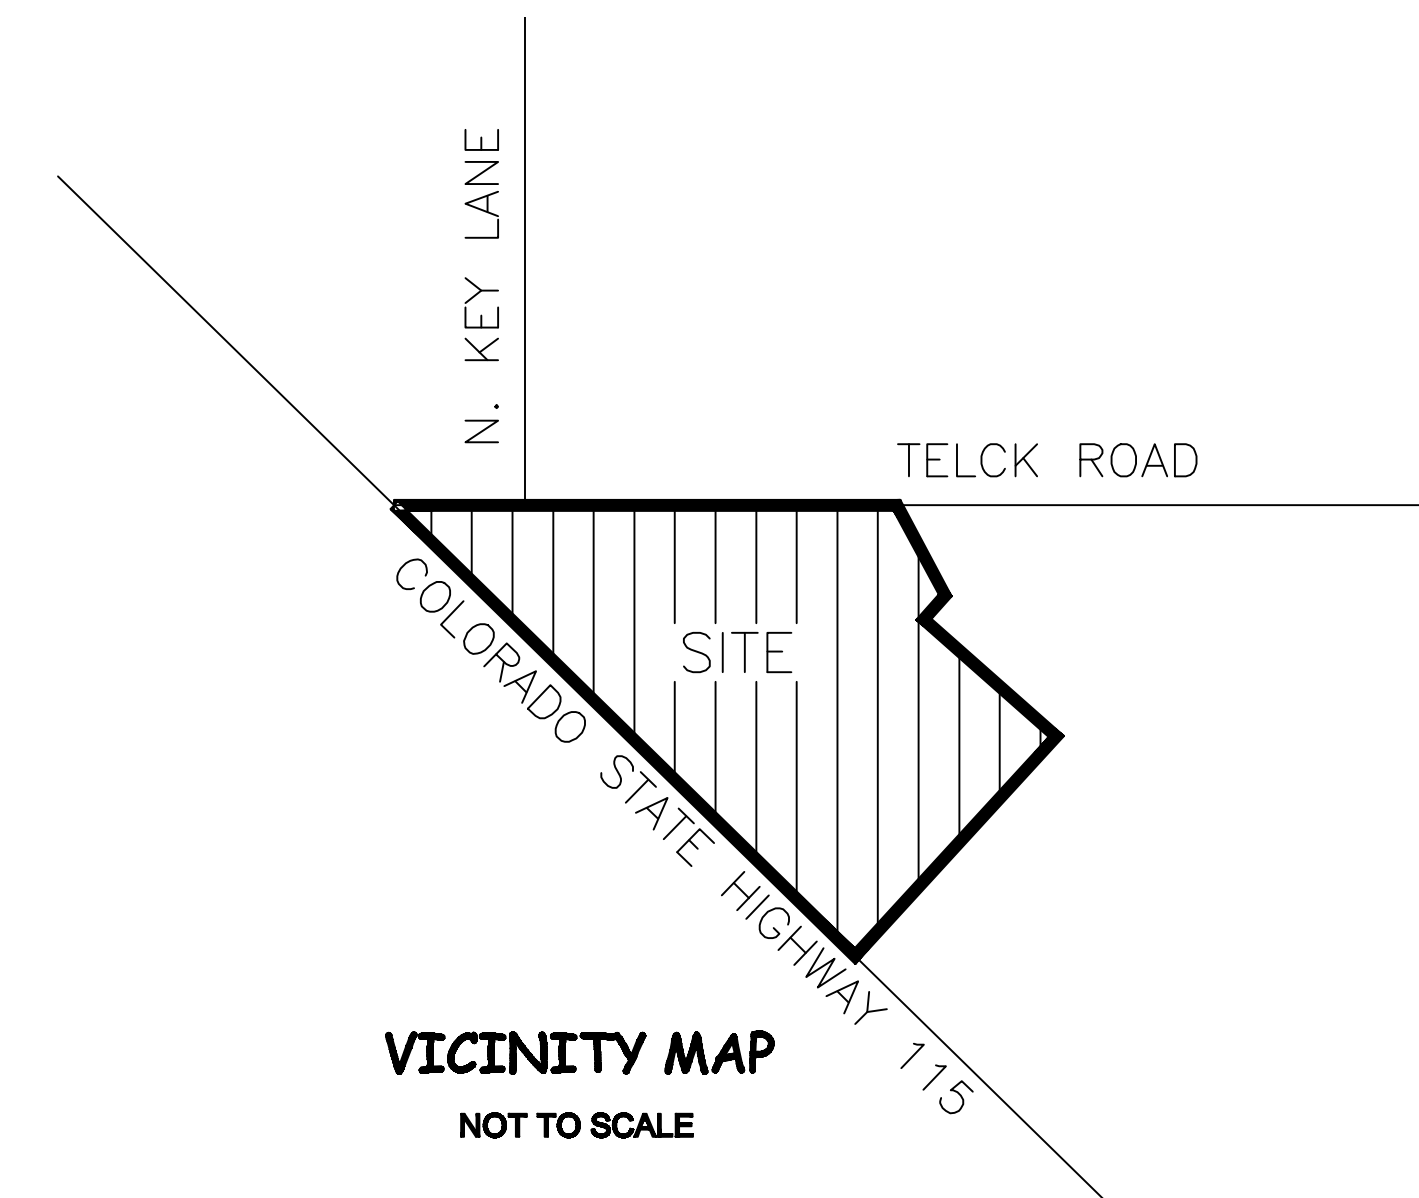 N. KEY LANE
TELCK ROAD
SITE
COLORADO STATE HIGHWAY 115
VICINITY MAP
NOT TO SCALE